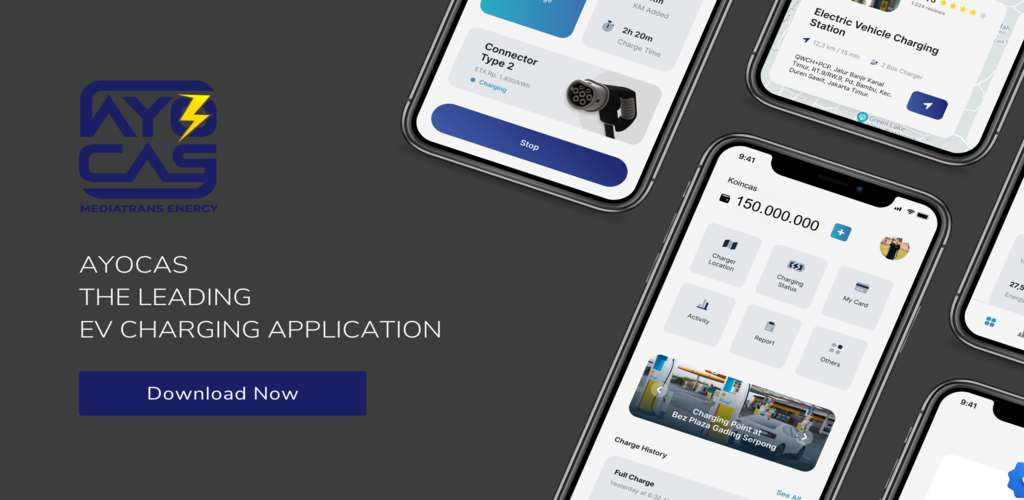 AYO
CAS
MEDIATRANS ENERGY
AYOCAS
THE LEADING
EV CHARGING APPLICATION
Download Now
KM Added
2h 20m
Charge Time
Connector
Type 2
ETA Rp. 1.400/kWh
Charging
Stop
1,224 reviews
Electric Vehicle Charging
Station
12,3 km / 15 min
2 Box Charger
QWCH+PCP, Jalur Banjir Kanal
Timur, RT.9/RW.9, Pd. Bambu, Kec.
Duren Sawit, Jakarta Timur.
Green Lake
9:41
Koincas
150.000.000
Charger
Location
Charging
Status
My Card
Activity
Report
Others
Charging Point at
Bez Plaza Gading Serpong
Charge History
See All
Full Charge
9:41